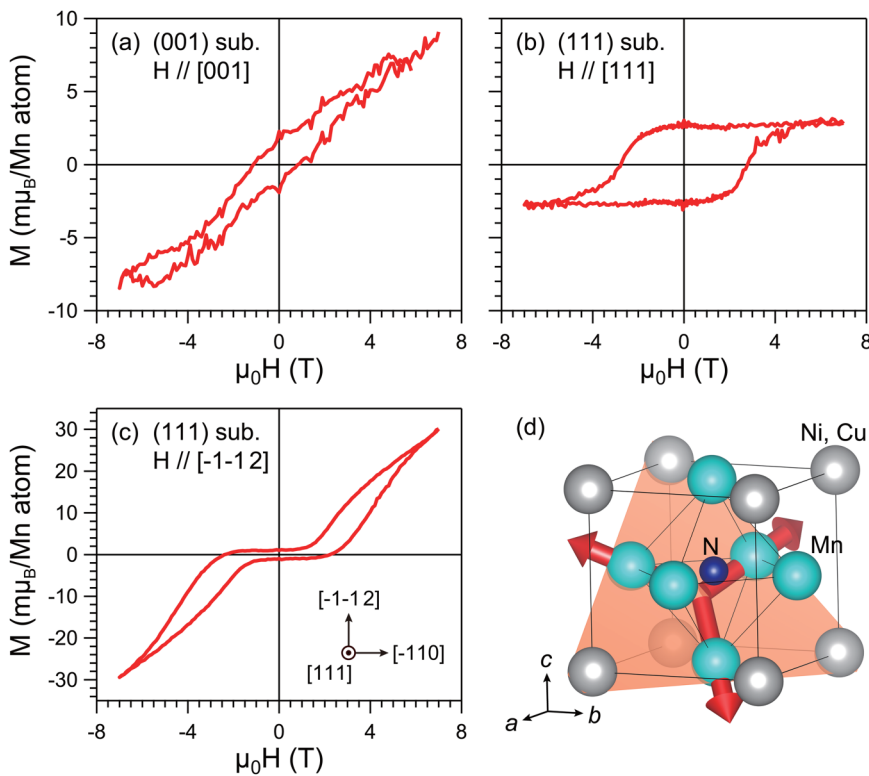 (a) (001) sub.
H // [001]
M (mμB/Mn atom)
10
5
0
-5
-10
-8
-4
0
4
8
μ0H (T)
(b) (111) sub.
H // [111]
-8
-4
0
4
8
μ0H (T)
(c) (111) sub.
H // [-1-1 2]
M (mμB/Mn atom)
30
20
10
0
-10
-20
-30
[-1-1 2]
[-110]
[111]
-8
-4
0
4
8
μ0H (T)
(d)
Ni, Cu
N
Mn
c
a
b